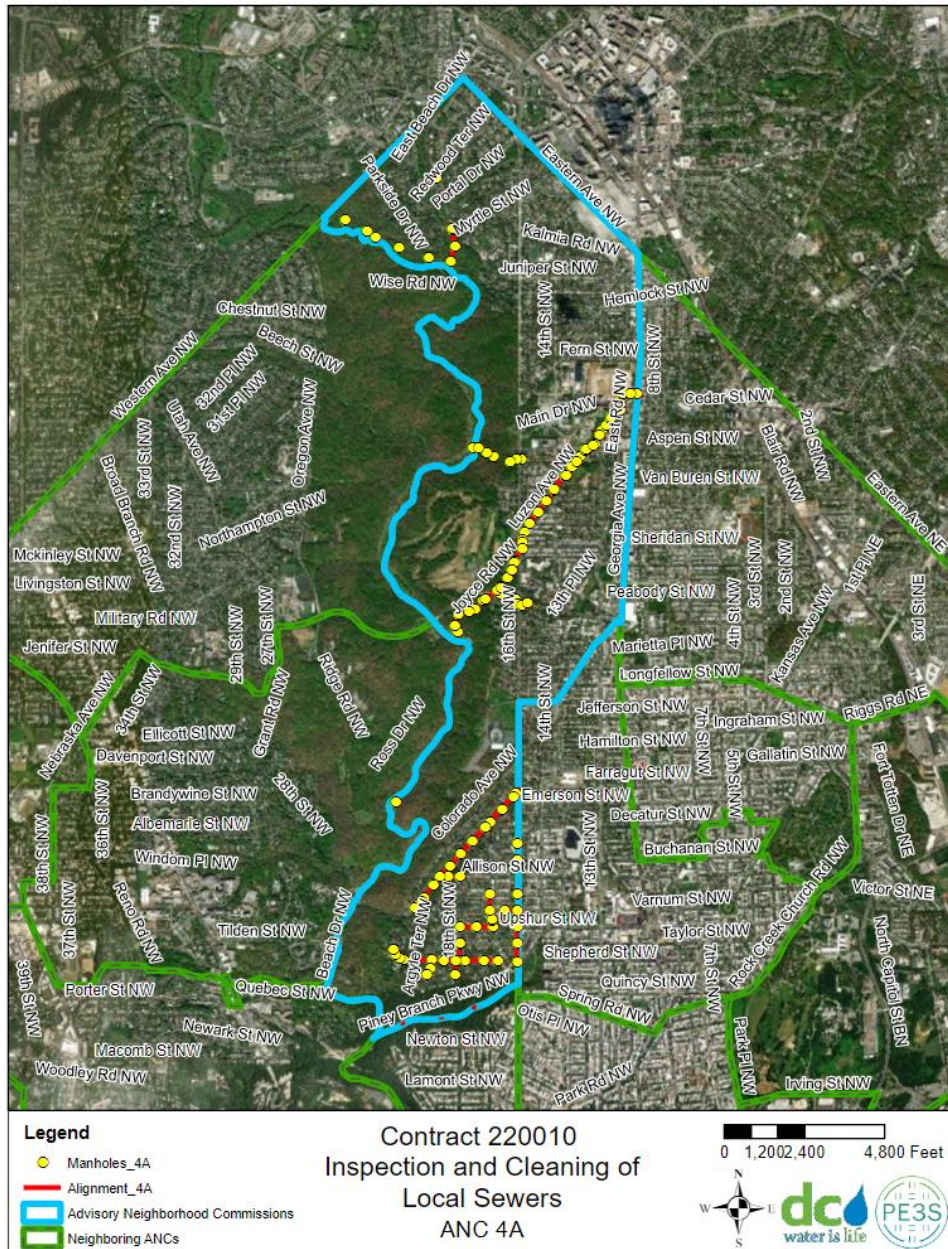 East Beach Dr NW
Redwood Ter NW
Portal Dr NW
Parkside Dr NW
Myrtle St NW
Eastern Ave NW
Kalmia Rd NW
Juniper St NW
Wise Rd NW
Hemlock St NW
Chestnut St NW
Beech St NW
14th St NW
Fern St NW
8th St NW
Western Ave NW
32nd Pl NW
31st Pl NW
Utah Ave NW
Oregon Ave NW
Main Dr NW
East Rd NW
Cedar St NW
2nd St NW
33rd St NW
Aspen St NW
Blair Rd NW
Broad Branch Rd NW
32nd St NW
Northampton St NW
Luzon Ave NW
Van Buren St NW
Eastern Ave NE
Georgia Ave NW
Sheridan St NW
Mckinley St NW
Livingston St NW
Joyce Rd NW
13th Pl NW
3rd St NW
2nd St NW
1st Pl NE
3rd St NE
Military Rd NW
29th St NW
27th St NW
16th St NW
Peabody St NW
4th St NW
Kansas Ave NW
Jenifer St NW
Marietta Pl NW
Longfellow St NW
Nebraska Ave NW
34th St NW
Grant Rd NW
Ridge Rd NW
Ross Dr NW
14th St NW
Jefferson St NW
7th St NW
Ingraham St NW
Riggs Rd NE
Ellicott St NW
Davenport St NW
Hamilton St NW
5th St NW
Gallatin St NW
Fort Totten Dr NE
Farragut St NW
Brandywine St NW
28th St NW
Colorado Ave NW
Emerson St NW
Decatur St NW
36th St NW
Albemarle St NW
13th St NW
Buchanan St NW
38th St NW
Windom Pl NW
Allison St NW
Rock Creek Church Rd NW
Victor St NE
37th St NW
Reno Rd NW
Argyle Ter NW
18th St NW
Varnum St NW
Upshur St NW
Taylor St NW
Tilden St NW
Beach Dr NW
Shepherd St NW
7th St NW
North Capitol St BN
39th St NW
Porter St NW
Quebec St NW
Piney Branch Pkwy NW
Quincy St NW
Spring Rd NW
Newark St NW
Otis Pl NW
Newton St NW
Macomb St NW
Woodley Rd NW
Lamont St NW
Park Rd NW
Park Pl NW
Irving St NW
Legend
Manholes_4A
Alignment_4A
Advisory Neighborhood Commissions
Neighboring ANCs
Contract 220010
Inspection and Cleaning of
Local Sewers
ANC 4A
0 1,200 2,400 4,800 Feet
N
W E
S
dc
water is life
PE3S